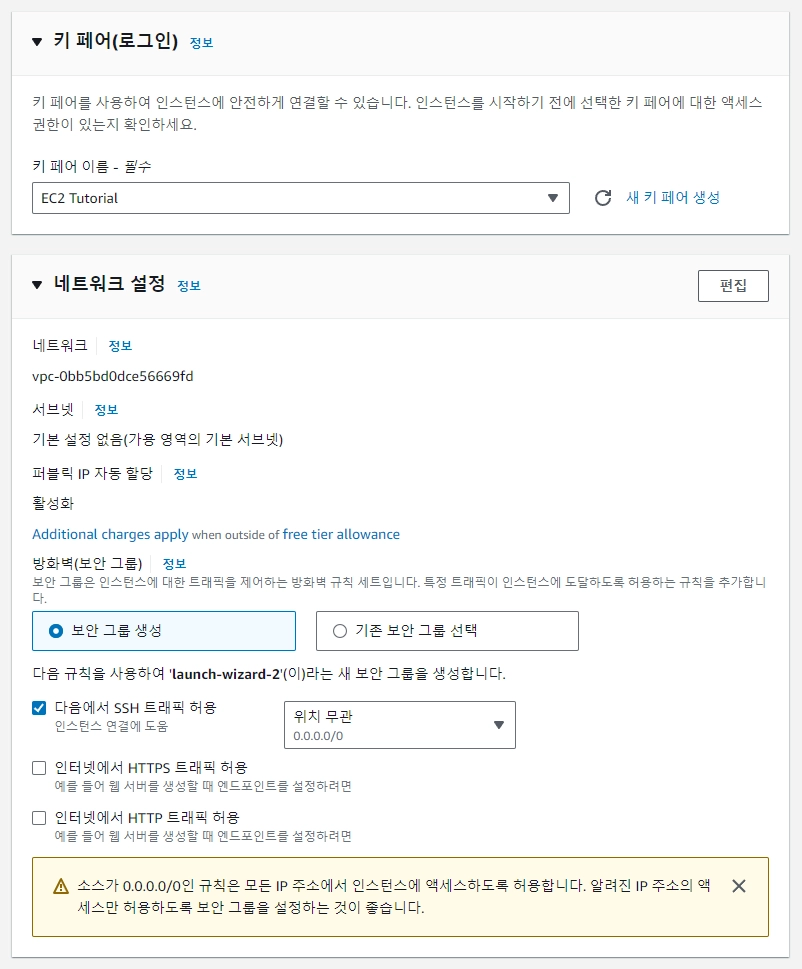 키 페어(로그인) 정보
키 페어를 사용하여 인스턴스에 안전하게 연결할 수 있습니다. 인스턴스를 시작하기 전에 선택한 키 페어에 대한 액세스
권한이 있는지 확인하세요.
키 페어 이름 - 필수
EC2 Tutorial
새 키 페어 생성
네트워크 설정 정보
편집
네트워크 정보
vpc-0bb5bd0dce56669fd
서브넷 정보
기본 설정 없음(가용 영역의 기본 서브넷)
퍼블릭 IP 자동 할당 정보
활성화
Additional charges apply when outside of free tier allowance
방화벽(보안 그룹) 정보
보안 그룹은 인스턴스에 대한 트래픽을 제어하는 방화벽 규칙 세트입니다. 특정 트래픽이 인스턴스에 도달하도록 허용하는 규칙을 추가합니
다.
보안 그룹 생성
기존 보안 그룹 선택
다음 규칙을 사용하여 'launch-wizard-2'(이)라는 새 보안 그룹을 생성합니다.
다음에서 SSH 트래픽 허용
인스턴스 연결에 도움
위치 무관
0.0.0.0/0
인터넷에서 HTTPS 트래픽 허용
예를 들어 웹 서버를 생성할 때 엔드포인트를 설정하려면
인터넷에서 HTTP 트래픽 허용
예를 들어 웹 서버를 생성할 때 엔드포인트를 설정하려면
소스가 0.0.0.0/0인 규칙은 모든 IP 주소에서 인스턴스에 액세스하도록 허용합니다. 알려진 IP 주소의 액
세스만 허용하도록 보안 그룹을 설정하는 것이 좋습니다.